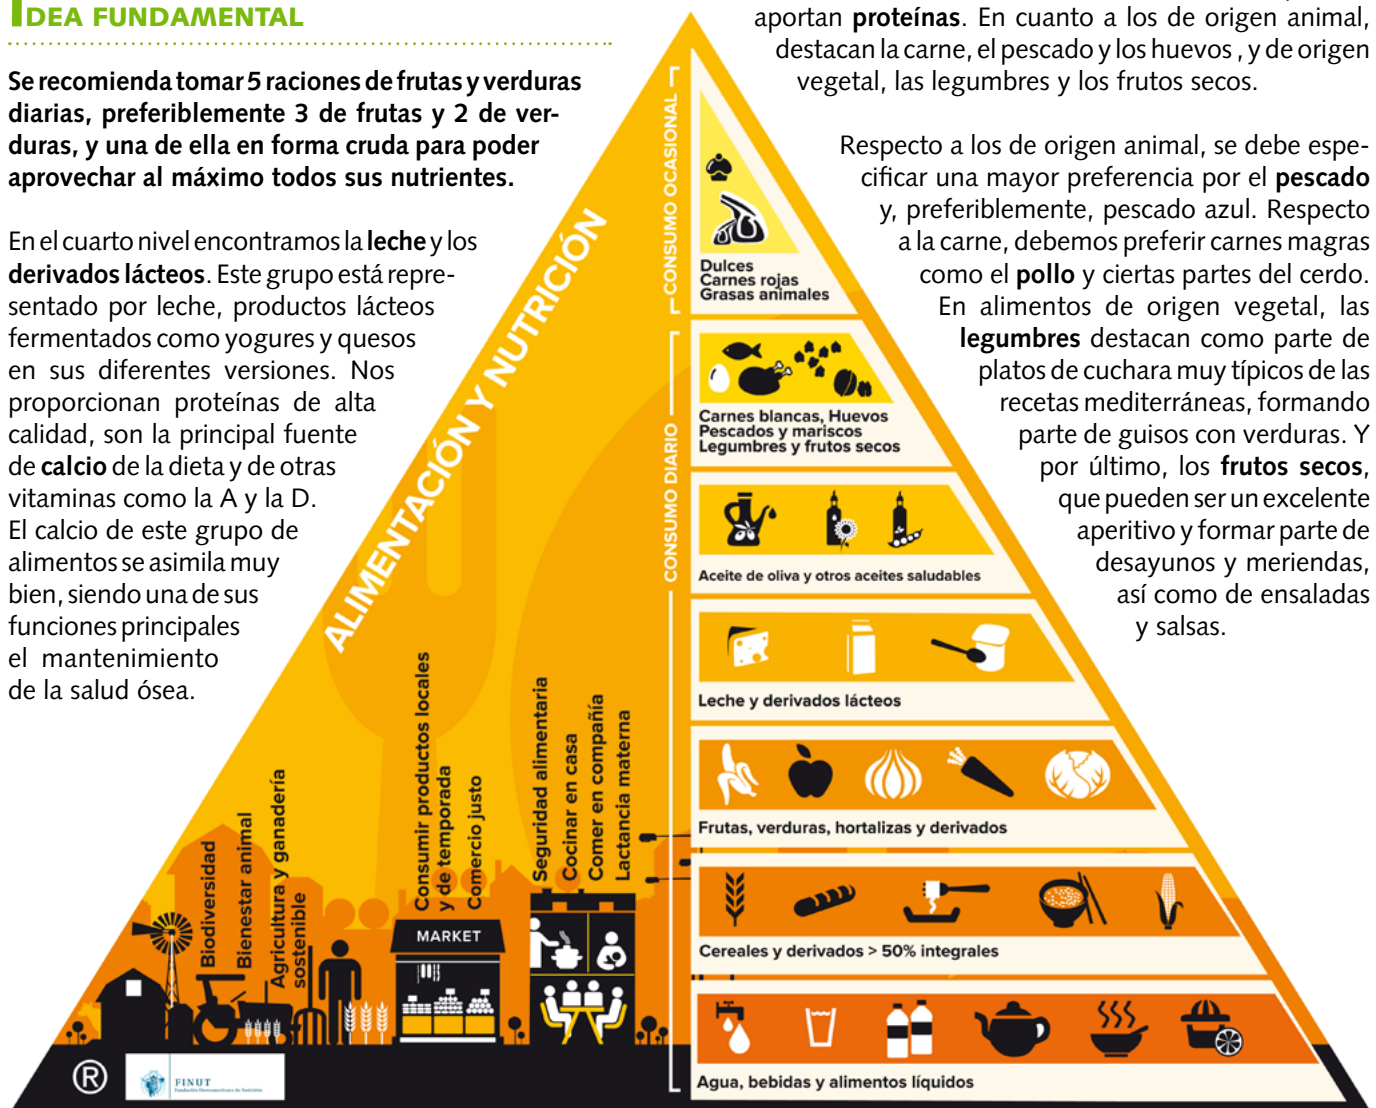 IDEA FUNDAMENTAL
Se recomienda tomar 5 raciones de frutas y verduras
diarias, preferiblemente 3 de frutas y 2 de ver-
duras, y una de ella en forma cruda para poder
aprovechar al máximo todos sus nutrientes.
En el cuarto nivel encontramos la leche y los
derivados lácteos. Este grupo está repre-
sentado por leche, productos lácteos
fermentados como yogures y quesos
en sus diferentes versiones. Nos
proporcionan proteínas de alta
calidad, son la principal fuente
de calcio de la dieta y de otras
vitaminas como la A y la D.
El calcio de este grupo de
alimentos se asimila muy
bien, siendo una de sus
funciones principales
el mantenimiento
de la salud ósea.
aportan proteínas. En cuanto a los de origen animal,
destacan la carne, el pescado y los huevos , y de origen
vegetal, las legumbres y los frutos secos.
Respecto a los de origen animal, se debe espe-
cificar una mayor preferencia por el pescado
y, preferiblemente, pescado azul. Respecto
a la carne, debemos preferir carnes magras
como el pollo y ciertas partes del cerdo.
En alimentos de origen vegetal, las
legumbres destacan como parte de
platos de cuchara muy típicos de las
recetas mediterráneas, formando
parte de guisos con verduras. Y
por último, los frutos secos,
que pueden ser un excelente
aperitivo y formar parte de
desayunos y meriendas,
así como de ensaladas
y salsas.
ALIMENTACIÓN Y NUTRICIÓN
CONSUMO OCASIONAL
CONSUMO DIARIO
Dulces
Carnes rojas
Grasas animales
Carnes blancas, Huevos
Pescados y mariscos
Legumbres y frutos secos
Aceite de oliva y otros aceites saludables
Leche y derivados lácteos
Frutas, verduras, hortalizas y derivados
Cereales y derivados > 50% integrales
Agua, bebidas y alimentos líquidos
Biodiversidad
Bienestar animal
Agricultura y ganadería
sostenible
Consumir productos locales
y de temporada
Comercio justo
Seguridad alimentaria
Cocinar en casa
Comer en compañía
Lactancia materna
MARKET
®
FINUT
Fundación Iberoamericana de Nutrición